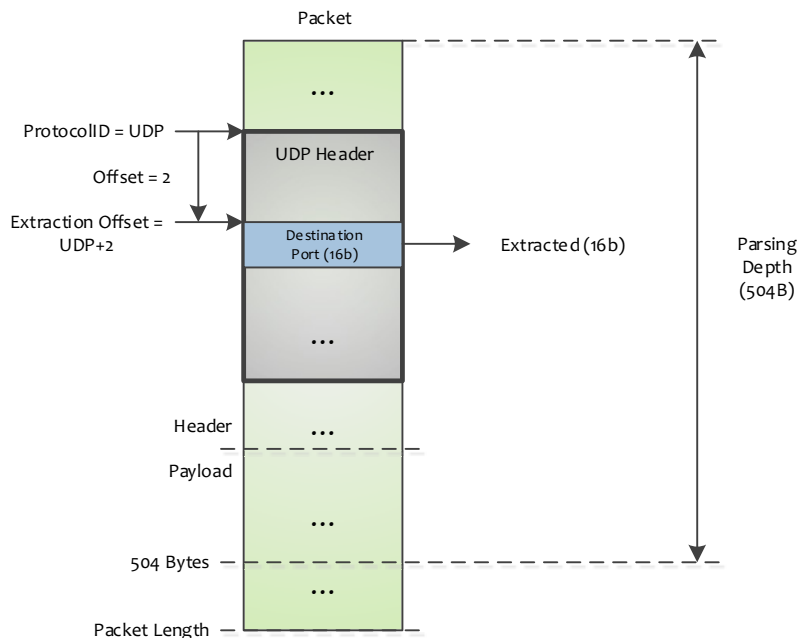 Packet
...
ProtocolID = UDP
UDP Header
Offset = 2
Extraction Offset =
UDP+2
Destination
Port (16b)
Extracted (16b)
Parsing
Depth
(504B)
...
Header
...
Payload
...
504 Bytes
...
Packet Length